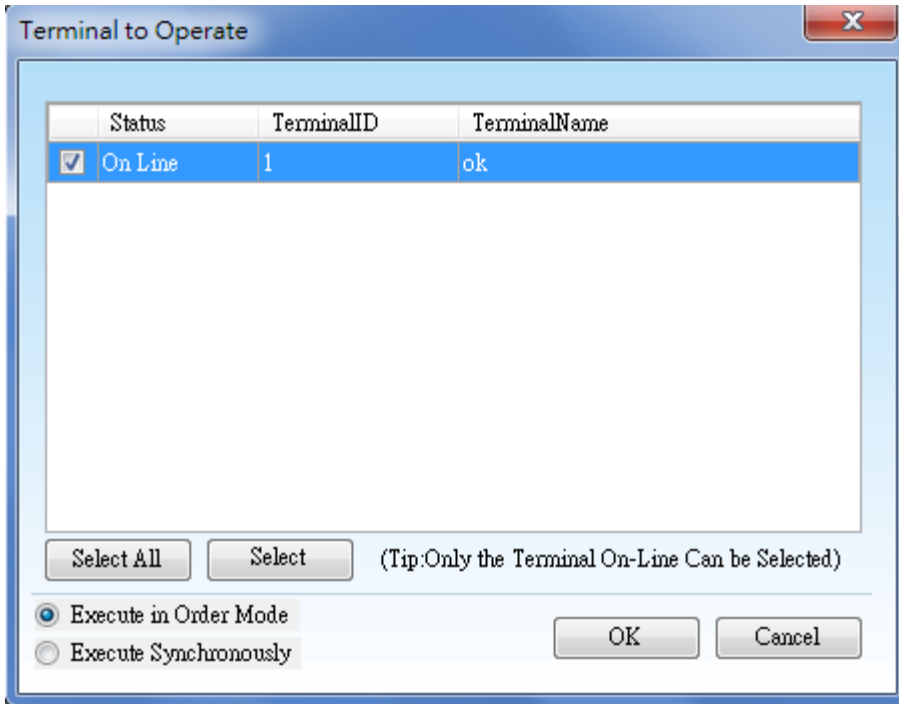 Terminal to Operate
Status TerminalID TerminalName
On Line 1 ok
Select All Select (Tip:Only the Terminal On-Line Can be Selected)
Execute in Order Mode
Execute Synchronously
OK Cancel